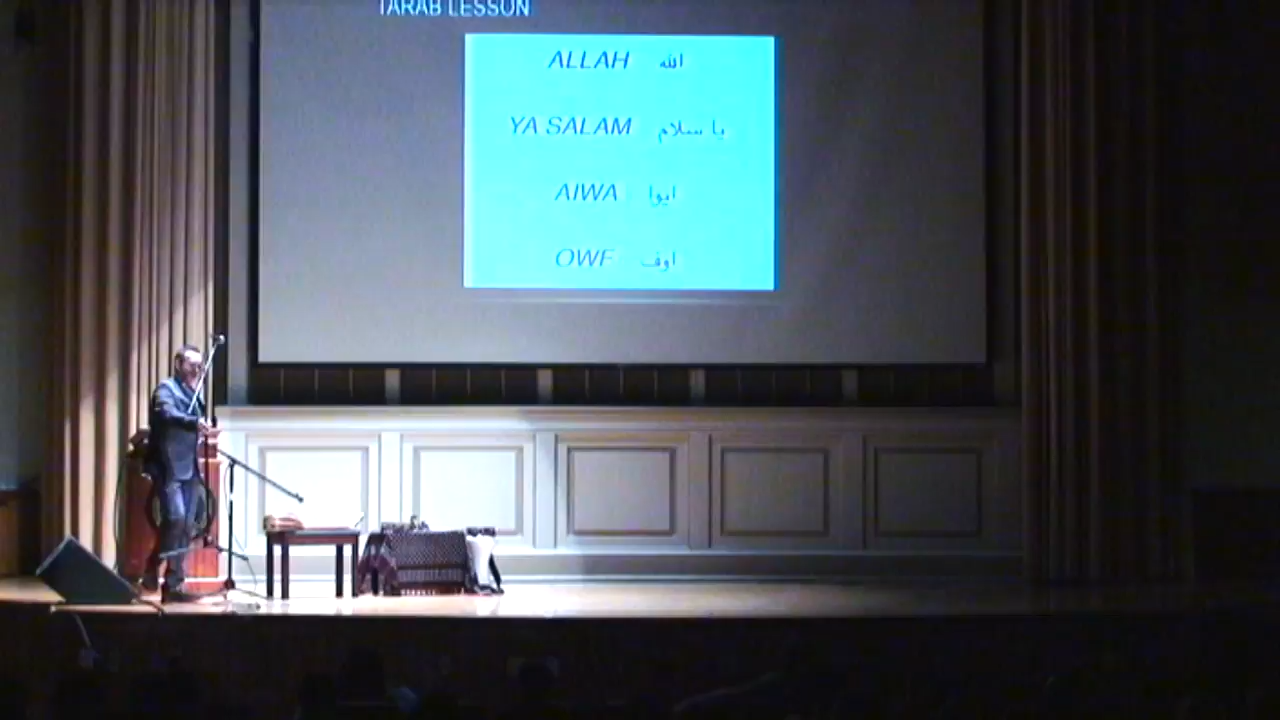 TARAB LESSON
ALLAH الله
YA SALAM يا سلام
AIWA ايوا
OWF اوف